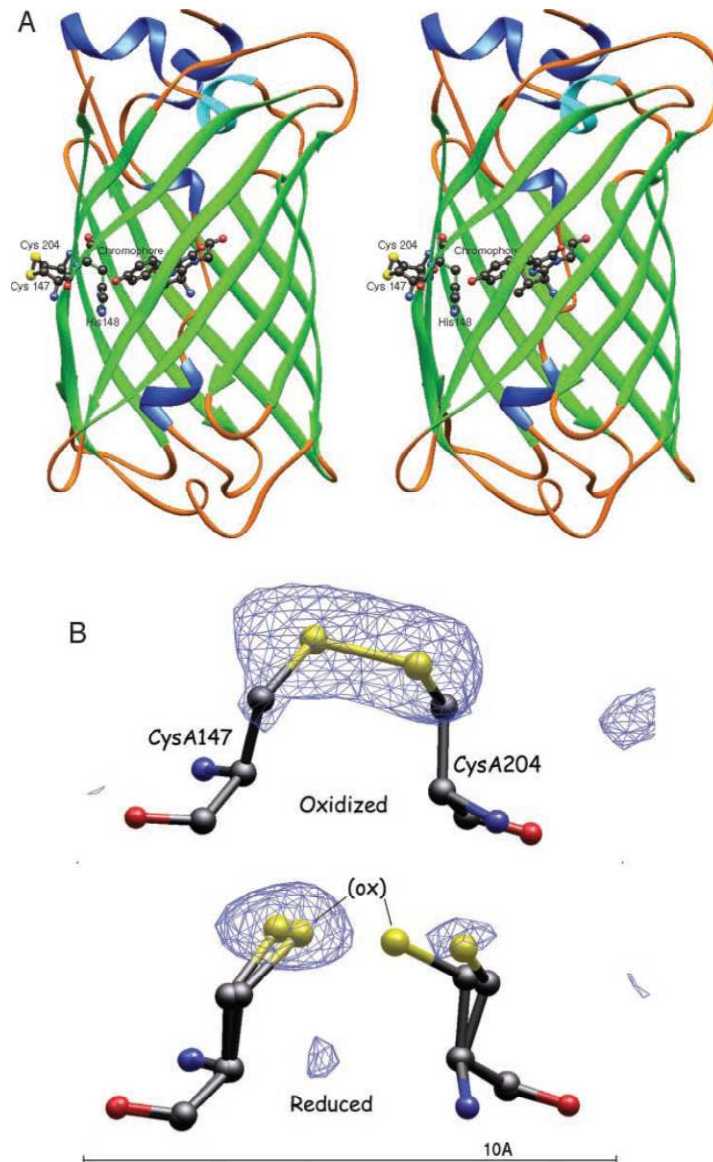 A
Cys 204
Chromophore
Cys 147
His148
Cys 204
Chromophore
Cys 147
His148
B
CysA147
CysA204
Oxidized
(ox)
Reduced
10A